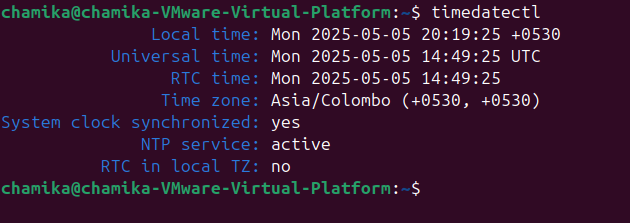 chamika@chamika-VMware-Virtual-Platform:~$ timedatectl
Local time: Mon 2025-05-05 20:19:25 +0530
Universal time: Mon 2025-05-05 14:49:25 UTC
RTC time: Mon 2025-05-05 14:49:25
Time zone: Asia/Colombo (+0530, +0530)
System clock synchronized: yes
NTP service: active
RTC in local TZ: no
chamika@chamika-VMware-Virtual-Platform:~$